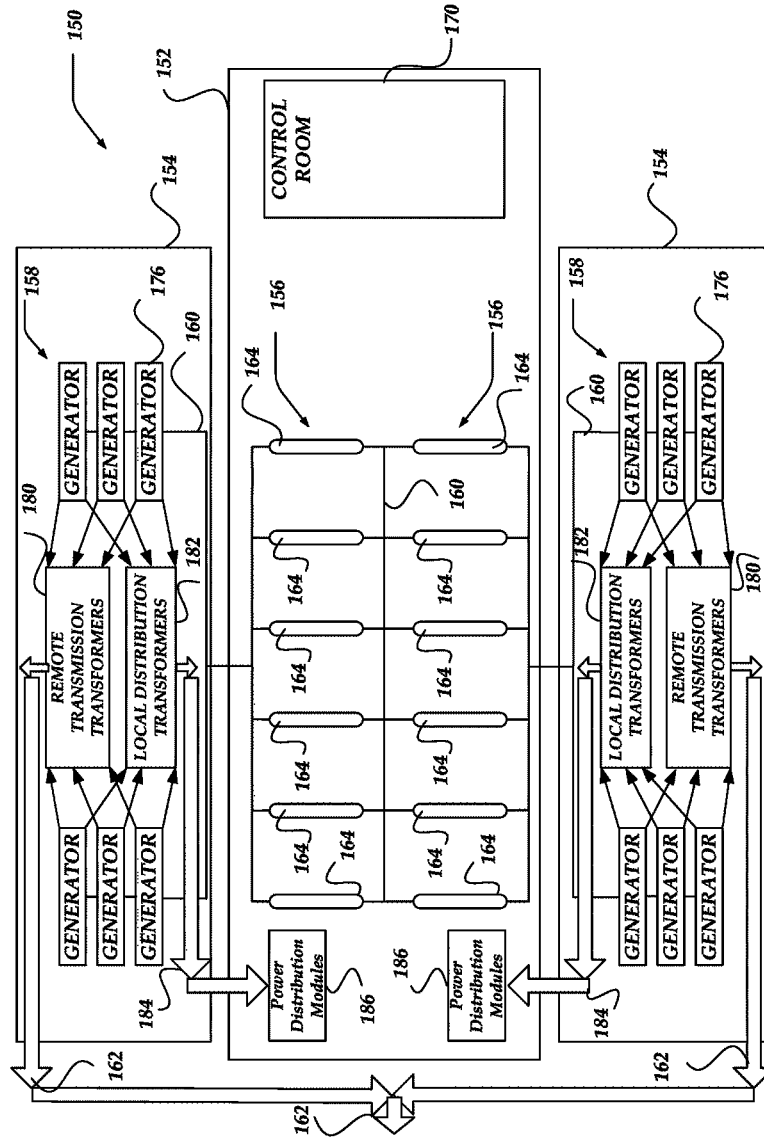 150
154
158
180
162
GENERATOR
GENERATOR
GENERATOR
REMOTE
TRANSMISSION
TRANSFORMERS
LOCAL DISTRIBUTION
TRANSFORMERS
GENERATOR
GENERATOR
GENERATOR
176
184
182
160
152
156
164
164
164
164
164
164
Power
Distribution
Modules
186
CONTROL
ROOM
170
162
160
164
164
164
164
164
164
156
186
Power
Distribution
Modules
154
158
160
182
GENERATOR
GENERATOR
GENERATOR
LOCAL DISTRIBUTION
TRANSFORMERS
REMOTE
TRANSMISSION
TRANSFORMERS
GENERATOR
GENERATOR
GENERATOR
176
184
180
162